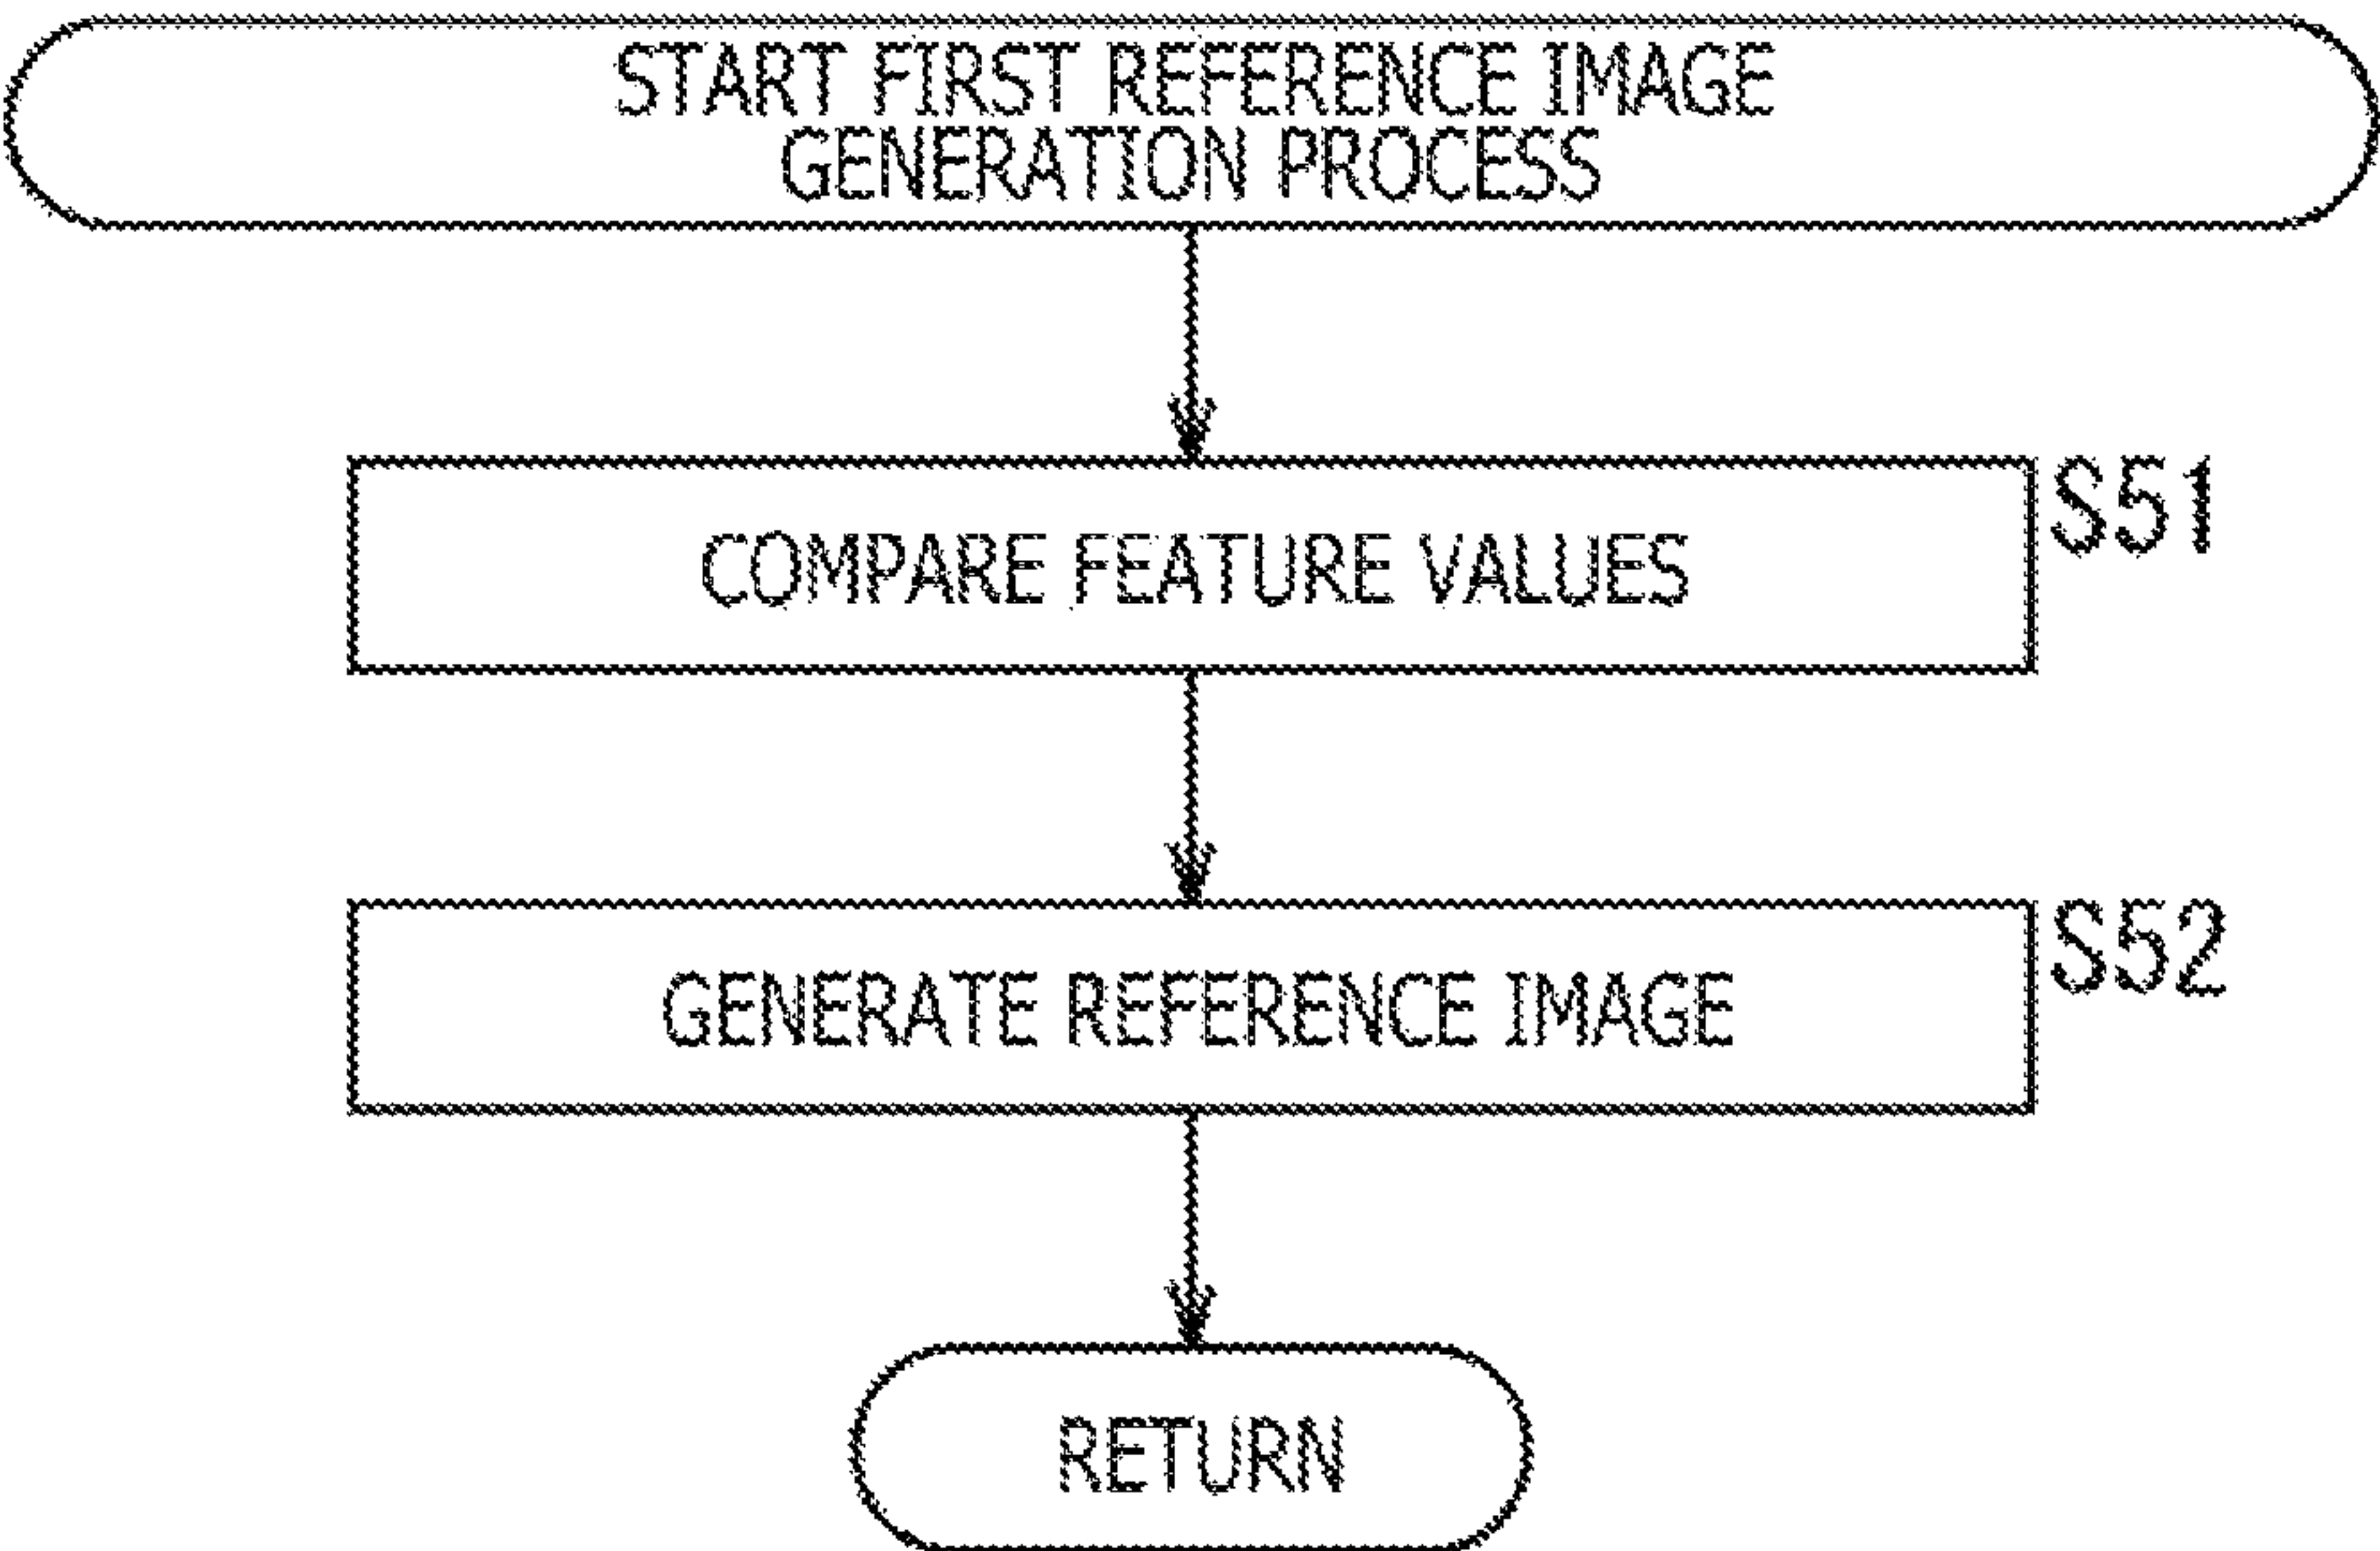 START FIRST REFERENCE IMAGE
GENERATION PROCESS
S51
COMPARE FEATURE VALUES
S52
GENERATE REFERENCE IMAGE
RETURN